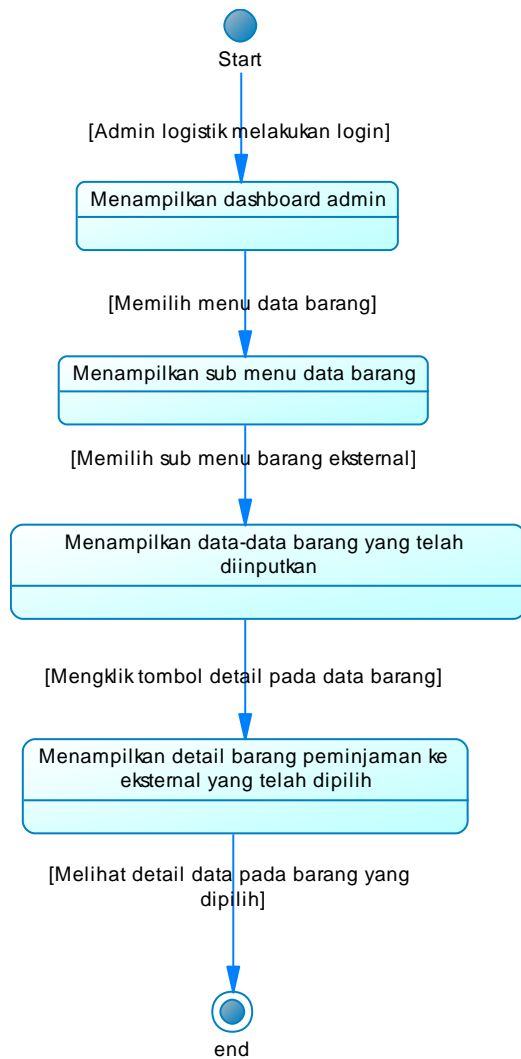 Start
[Admin logistik melakukan login]
Menampilkan dashboard admin
[Memilih menu data barang]
Menampilkan sub menu data barang
[Memilih sub menu barang eksternal]
Menampilkan data-data barang yang telah
diinputkan
[Mengklik tombol detail pada data barang]
Menampilkan detail barang peminjaman ke
eksternal yang telah dipilih
[Melihat detail data pada barang yang
dipilih]
end